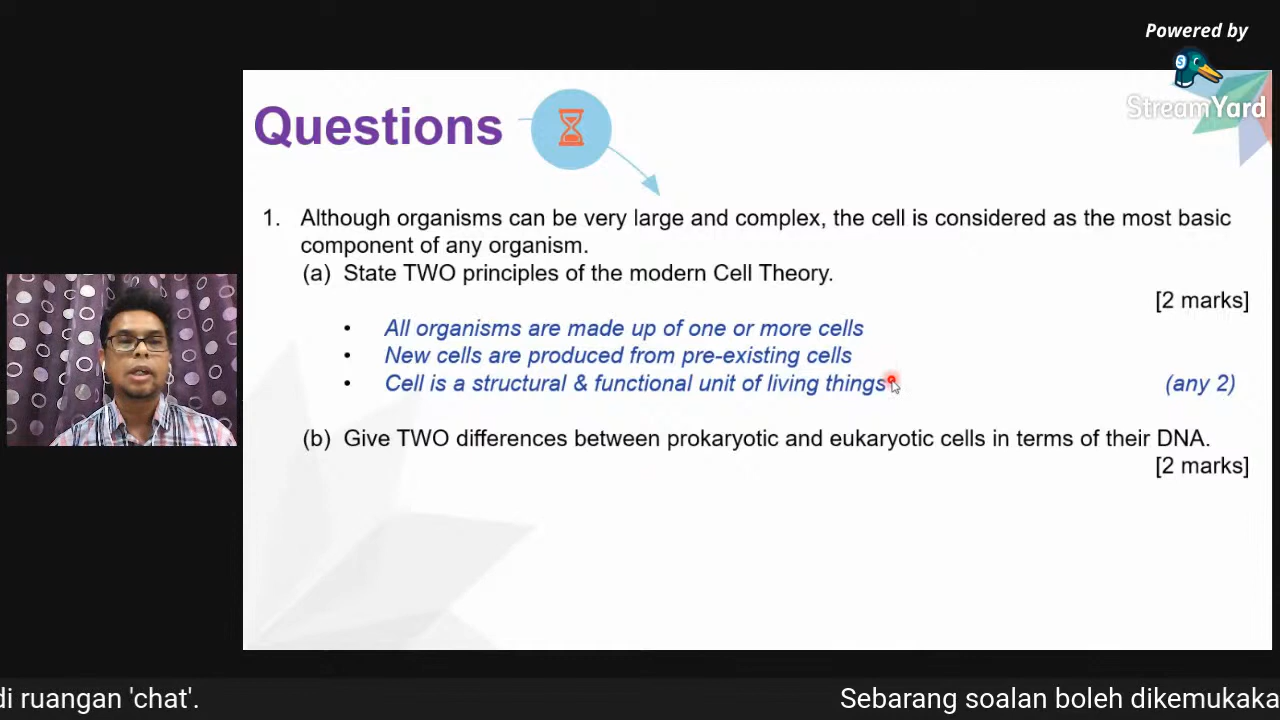 Powered by
StreamYard
Questions
1. Although organisms can be very large and complex, the cell is considered as the most basic
component of any organism.
(a) State TWO principles of the modern Cell Theory.
[2 marks]
• All organisms are made up of one or more cells
• New cells are produced from pre-existing cells
• Cell is a structural & functional unit of living things
(any 2)
(b) Give TWO differences between prokaryotic and eukaryotic cells in terms of their DNA.
[2 marks]
di ruangan 'chat'.
Sebarang soalan boleh dikemuka